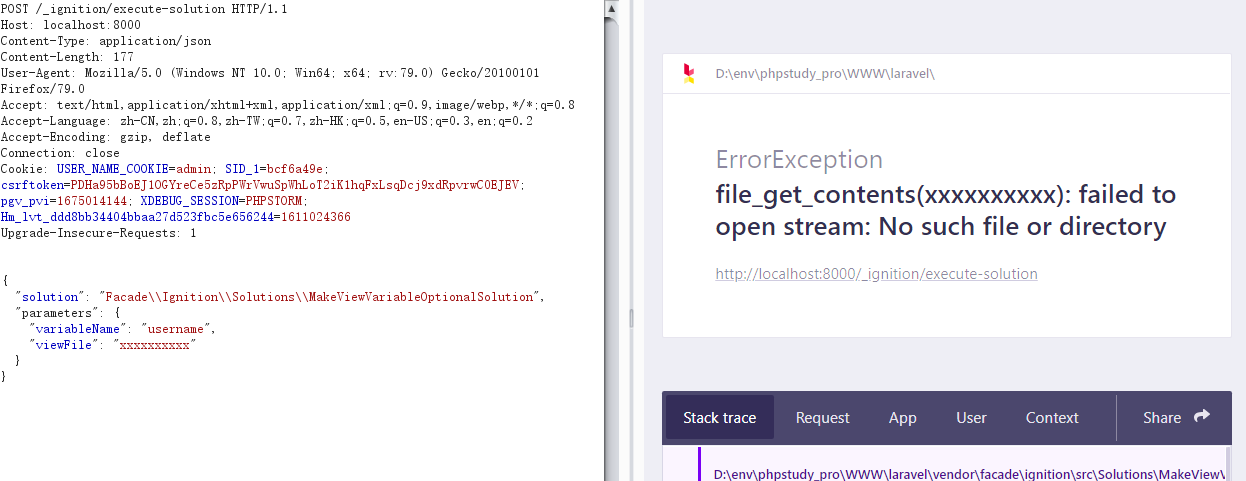 POST /_ignition/execute-solution HTTP/1.1
Host: localhost:8000
Content-Type: application/json
Content-Length: 177
User-Agent: Mozilla/5.0 (Windows NT 10.0; Win64; x64; rv:79.0) Gecko/20100101
Firefox/79.0
Accept: text/html,application/xhtml+xml,application/xml;q=0.9,image/webp,*/*;q=0.8
Accept-Language: zh-CN,zh;q=0.8,zh-TW;q=0.7,zh-HK;q=0.5,en-US;q=0.3,en;q=0.2
Accept-Encoding: gzip, deflate
Connection: close
Cookie: USER_NAME_COOKIE=admin; SID_1=bcf6a49e;
csrftoken=PDHa95bBoEJ1OGYreCe5zRpPWrVwuSpWhLoT2iK1hqFxLsqDcj9xdRpvrwC0EJEV;
pgv_pvi=1675014144; XDEBUG_SESSION=PHPSTORM;
Hm_lvt_ddd8bb34404bbaa27d523fbc5e656244=1611024366
Upgrade-Insecure-Requests: 1
{
"solution": "Facade\\Ignition\\Solutions\\MakeViewVariableOptionalSolution",
"parameters": {
"variableName": "username",
"viewFile": "xxxxxxxxxx"
}
}
D:\env\phpstudy_pro\WWW\laravel\
ErrorException
file_get_contents(xxxxxxxxxx): failed to
open stream: No such file or directory
http://localhost:8000/_ignition/execute-solution
Stack trace Request App User Context Share
D:\env\phpstudy_pro\WWW\laravel\vendor\facade\ignition\src\Solutions\MakeView\